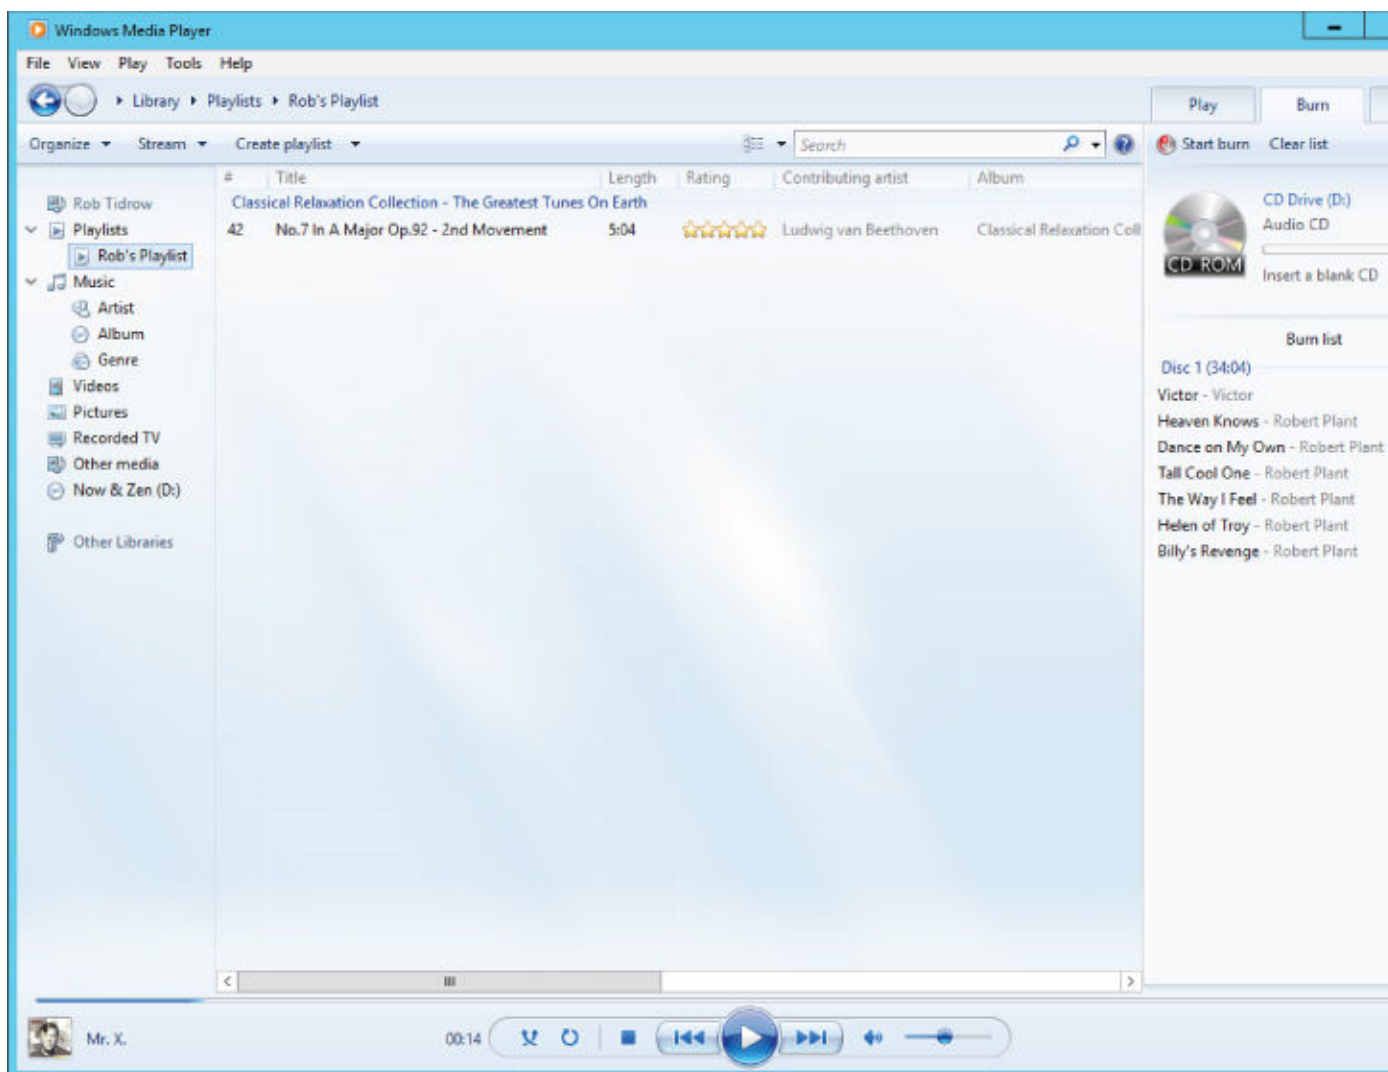 Windows Media Player
File View Play Tools Help
Library Playlists Rob's Playlist
Play Burn
Organize Stream Create playlist Search Start burn Clear list
# Title Length Rating Contributing artist Album
Classical Relaxation Collection - The Greatest Tunes On Earth
42 No.7 In A Major Op.92 - 2nd Movement 5:04 Ludwig van Beethoven Classical Relaxation Coll
Rob Tidrow
Playlists
Rob's Playlist
Music
Artist
Album
Genre
Videos
Pictures
Recorded TV
Other media
Now & Zen (D:)
Other Libraries
CD Drive (D:)
Audio CD
CD ROM
Insert a blank CD
Burn list
Disc 1 (34:04)
Victor - Victor
Heaven Knows - Robert Plant
Dance on My Own - Robert Plant
Tall Cool One - Robert Plant
The Way I Feel - Robert Plant
Helen of Troy - Robert Plant
Billy's Revenge - Robert Plant
Mr. X. 00:14